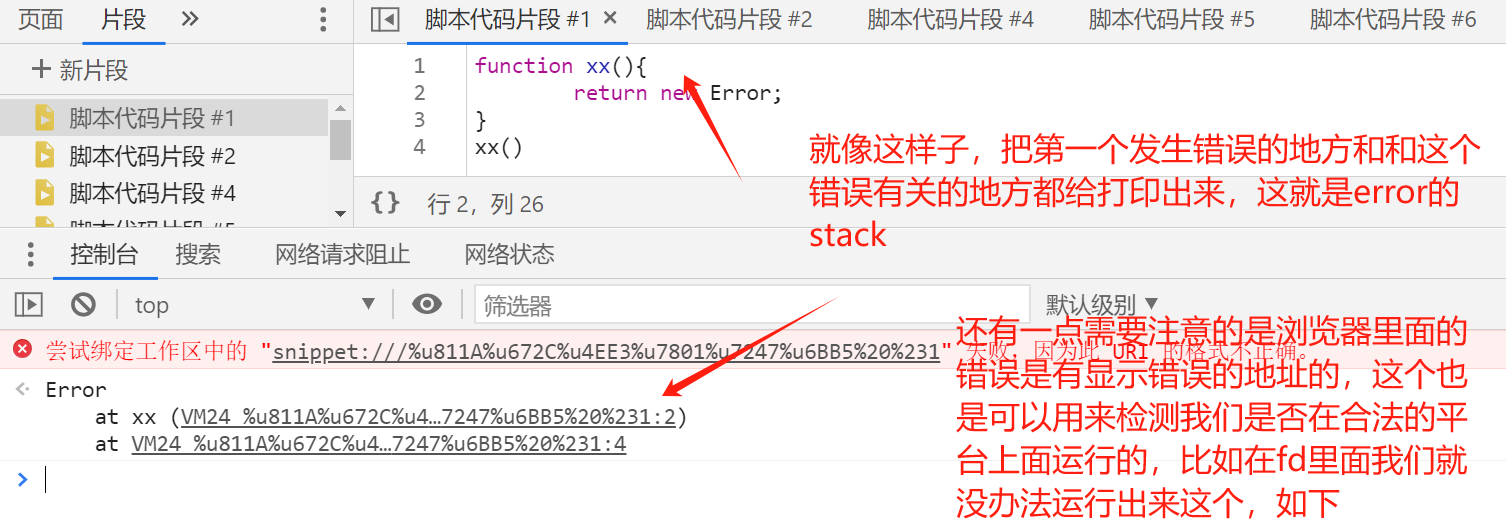 页面 片段 »
脚本代码片段 #1 × 脚本代码片段 #2 脚本代码片段 #4 脚本代码片段 #5 脚本代码片段 #6
+ 新片段
脚本代码片段 #1
脚本代码片段 #2
脚本代码片段 #4
1 function xx(){
2 return new Error;
3 }
4 xx()
{} 行 2，列 26
就像这样子，把第一个发生错误的地方和和这个
错误有关的地方都给打印出来，这就是error的
stack
控制台 搜索 网络请求阻止 网络状态
top 筛选器 默认级别
尝试绑定工作区中的 "snippet:///%u811A%u672C%u4EE3%u7801%u7247%u6BB5%20%231" 失败：因为此 URI 的格式不正确。
Error
at xx (VM24 %u811A%u672C%u4…7247%u6BB5%20%231:2)
at VM24 %u811A%u672C%u4…7247%u6BB5%20%231:4
还有一点需要注意的是浏览器里面的
错误是有显示错误的地址的，这个也
是可以用来检测我们是否在合法的平
台上面运行的，比如在fd里面我们就
没办法运行出来这个，如下